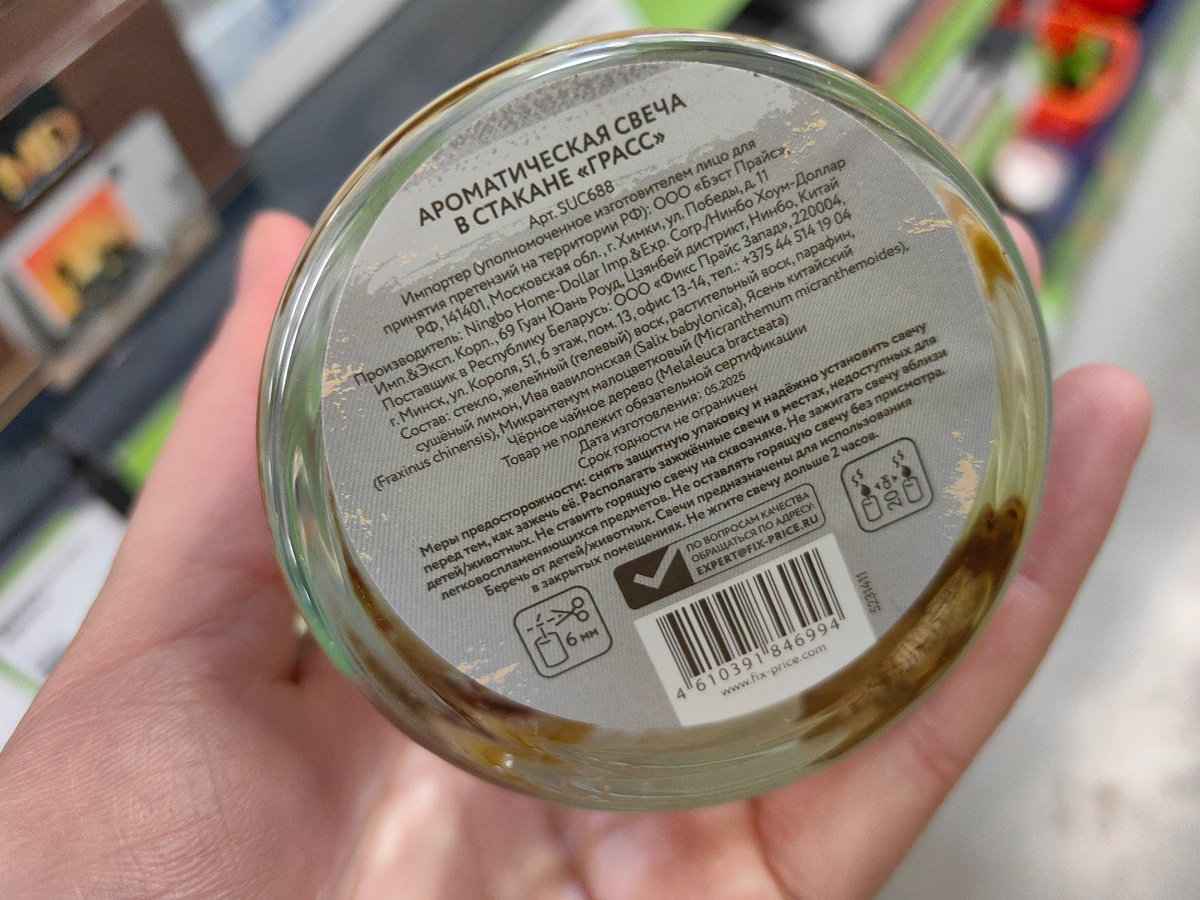 АРОМАТИЧЕСКАЯ СВЕЧА
В СТАКАНЕ «ГРАСС»
Арт. SUC688
Импортер (уполномоченное изготовителем лицо для
принятия претензий на территории РФ): ООО «Бэст Прайс»,
РФ, 141401, Московская обл., г. Химки, ул. Победы, д. 11
Производитель: Ningbo Home-Dollar Imp.&Exp. Corp./Нинбо Хоум-Доллар
Имп.&Эксп. Корп., 69 Гуан Юань Роуд, Цзянбей дистрикт, Нинбо, Китай
Поставщик в Республику Беларусь: ООО «Фикс Прайс Запад», 220004,
г. Минск, ул. Короля, 51, 6 этаж, пом. 13, офис 13-14, тел.: +375 44 514 19 04
Состав: стекло, желейный (гелевый) воск, растительный воск, парафин,
сушёный лимон, Ива вавилонская (Salix babylonica), Ясень китайский
(Fraxinus chinensis), Микрантемум малоцветковый (Micranthemum micranthemoides),
Чёрное чайное дерево (Melaleuca bracteata)
Товар не подлежит обязательной сертификации
Дата изготовления: 05.2025
Срок годности не ограничен
Меры предосторожности: снять защитную упаковку и надёжно установить свечу
перед тем, как зажечь её. Располагать зажжённые свечи в местах, недоступных для
детей/животных. Не ставить горящую свечу на сквозняке. Не зажигать свечу вблизи
легковоспламеняющихся предметов. Не оставлять горящую свечу без присмотра.
Беречь от детей/животных. Свечи предназначены для использования
в закрытых помещениях. Не жгите свечу дольше 2 часов.
ПО ВОПРОСАМ КАЧЕСТВА
ОБРАЩАТЬСЯ ПО АДРЕСУ:
EXPERT@FIX-PRICE.RU
6 мм
4 610391 846994
www.fix-price.com
5231411